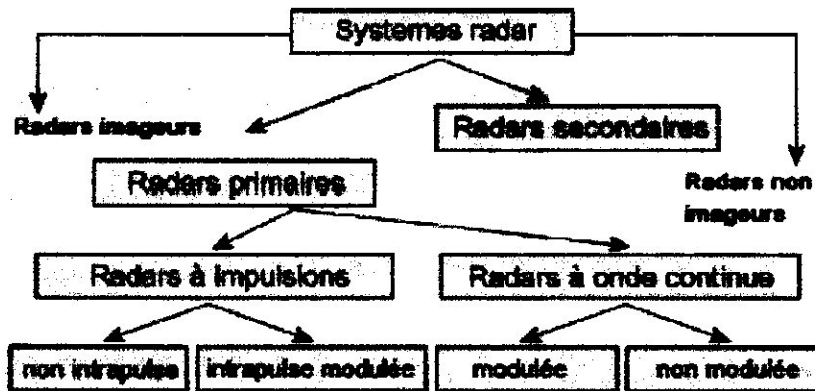 Systemes radar
Radars imageurs
Radars secondaires
Radars primaires
Radars non
imageurs
Radars à impulsions
Radars à onde continue
non intrapulse
intrapulse modulée
modulée
non modulée